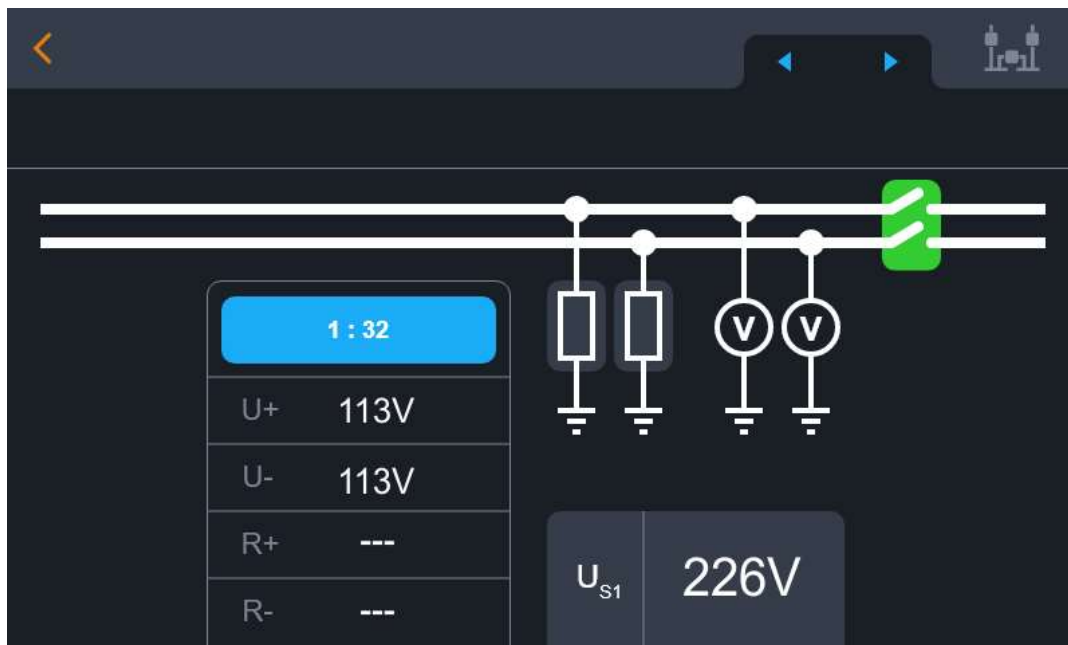 1 : 32
V V
U+ 113V
U- 113V
R+ ---
R- ---
US1 226V